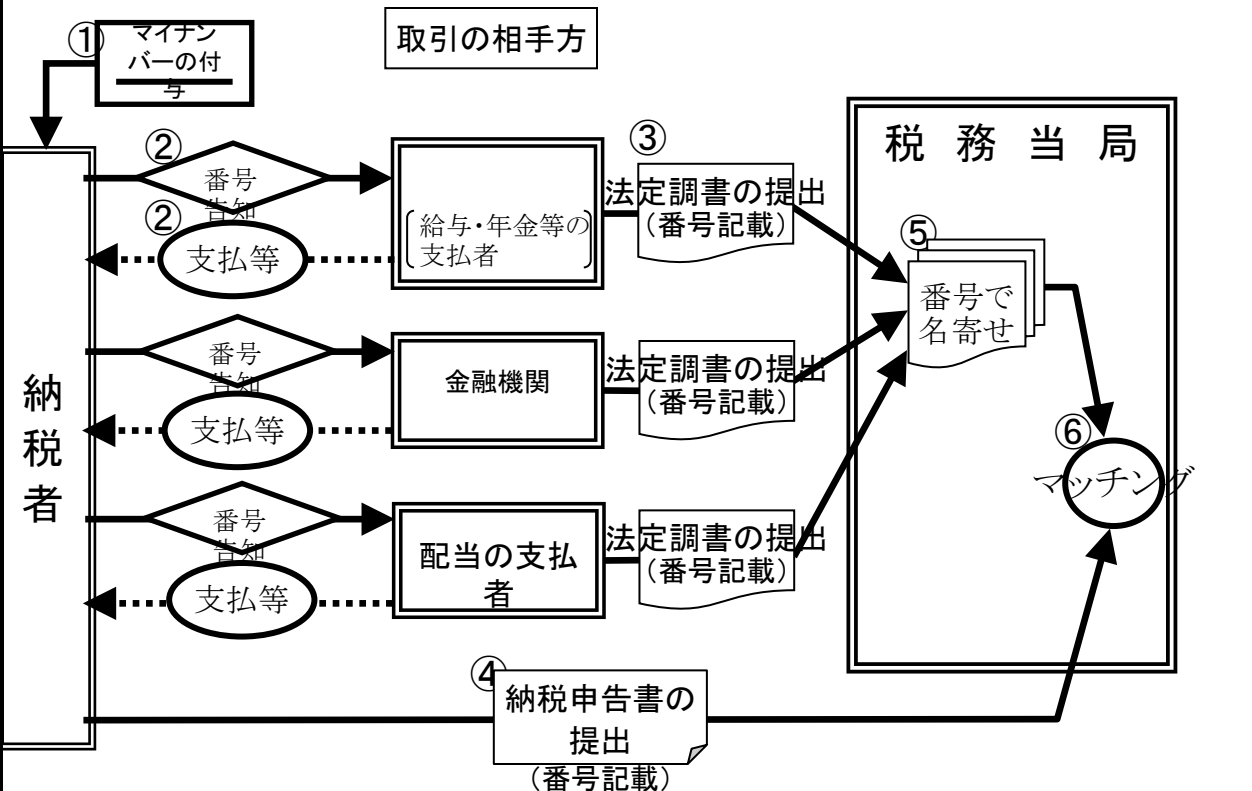 ①
マイナン
バーの付
与
取引の相手方
税務当局
納税者
②
番号
告知
②
支払等
給与・年金等の
支払者
③
法定調書の提出
（番号記載）
⑤
番号で
名寄せ
番号
告知
支払等
金融機関
法定調書の提出
（番号記載）
⑥
マッチング
番号
告知
支払等
配当の支払
者
法定調書の提出
（番号記載）
④
納税申告書の
提出
（番号記載）